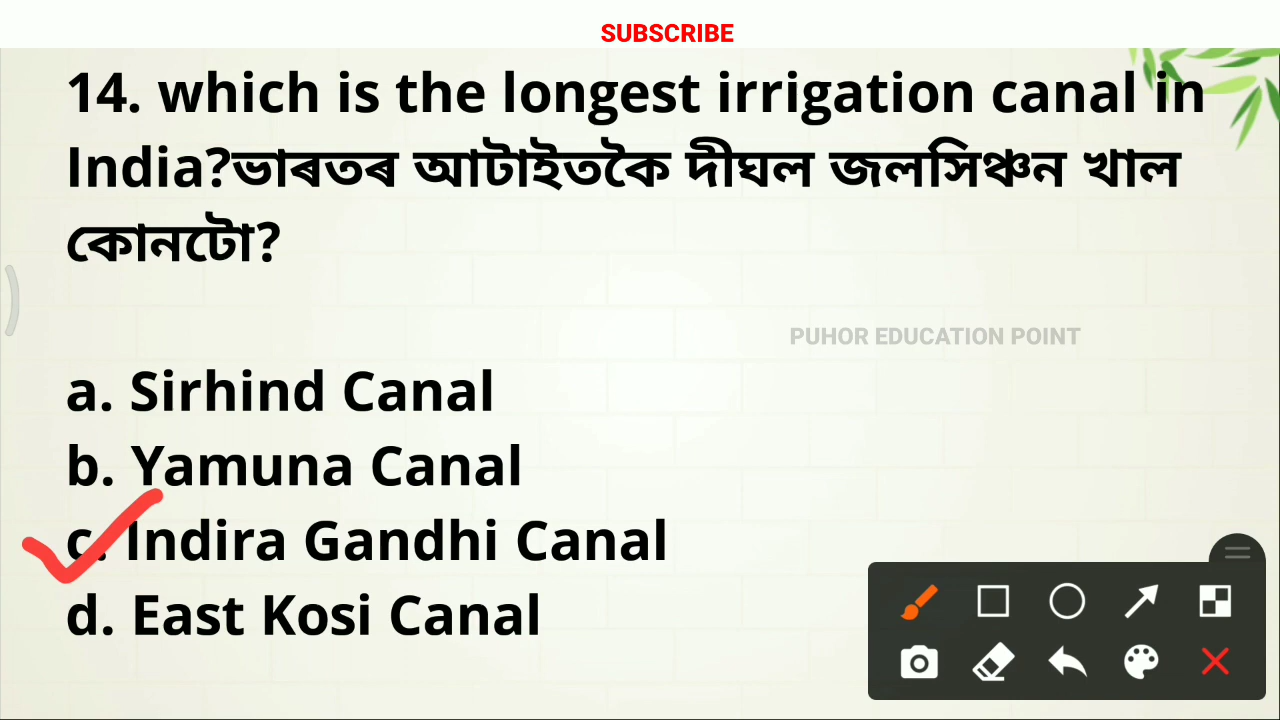 SUBSCRIBE
14. which is the longest irrigation canal in
India?ভাৰতৰ আটাইতকৈ দীঘল জলসিঞ্চন খাল
কোনটো?
PUHOR EDUCATION POINT
a. Sirhind Canal
b. Yamuna Canal
c. Indira Gandhi Canal
d. East Kosi Canal